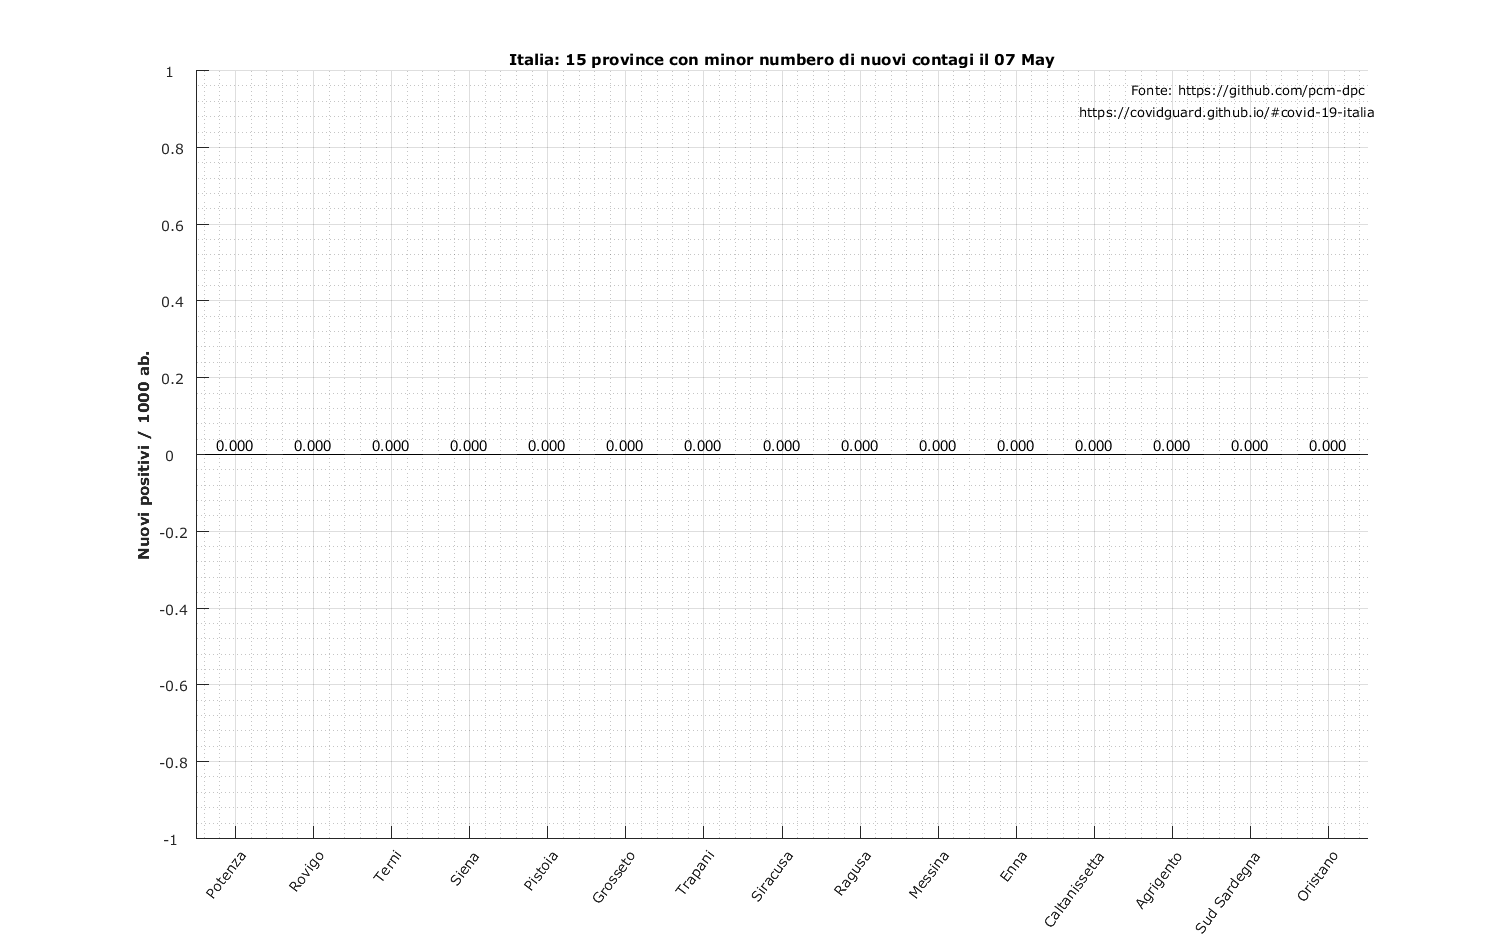 Italia: 15 province con minor numbero di nuovi contagi il 07 May
Fonte: https://github.com/pcm-dpc
https://covidguard.github.io/#covid-19-italia
Nuovi positivi / 1000 ab.
1
0.8
0.6
0.4
0.2
0
-0.2
-0.4
-0.6
-0.8
-1
0.000 0.000 0.000 0.000 0.000 0.000 0.000 0.000 0.000 0.000 0.000 0.000 0.000 0.000 0.000
Potenza
Rovigo
Terni
Siena
Pistoia
Grosseto
Trapani
Siracusa
Ragusa
Messina
Enna
Caltanissetta
Agrigento
Sud Sardegna
Oristano